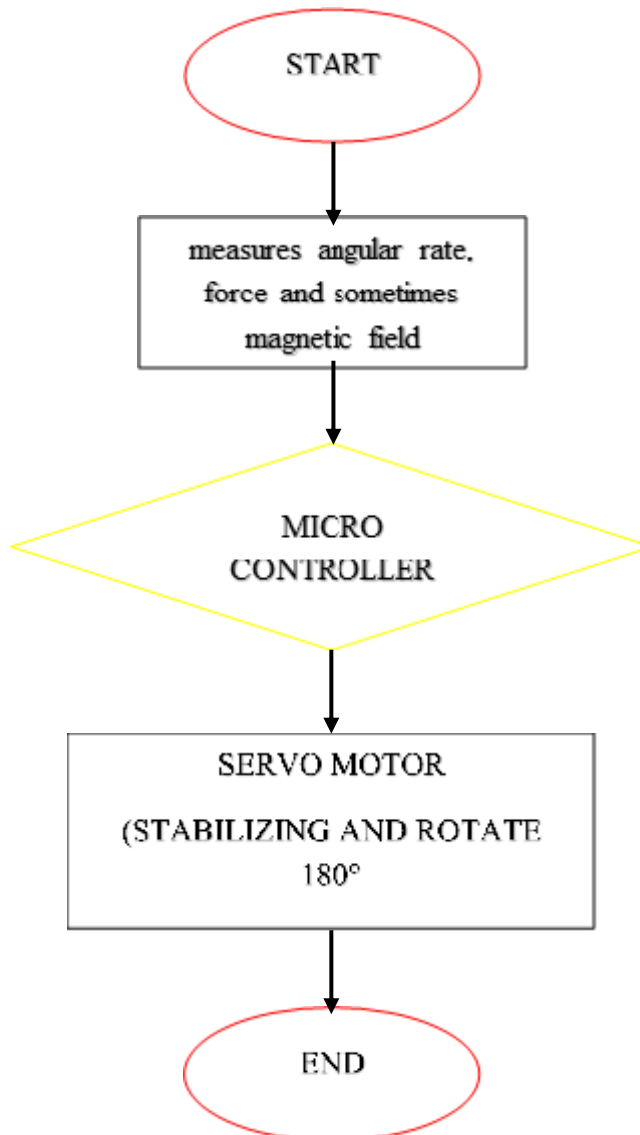 START
measures angular rate,
force and sometimes
magnetic field
MICRO
CONTROLLER
SERVO MOTOR
(STABILIZING AND ROTATE
180°
END